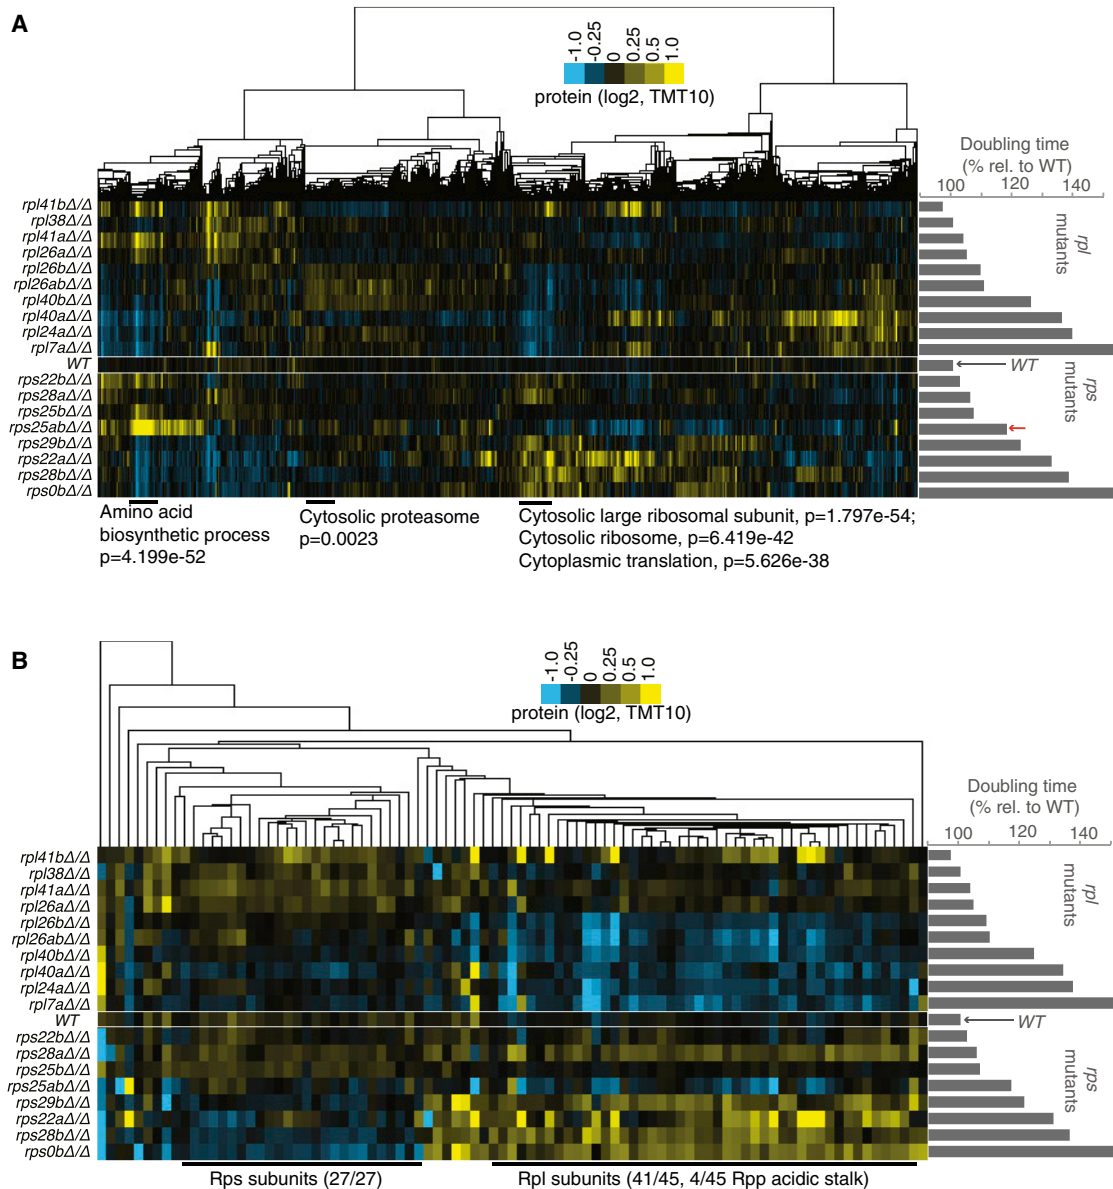 A
-1.0
-0.25
0
0.25
0.5
1.0
protein (log2, TMT10)
Doubling time
(% rel. to WT)
100 120 140
rpl41bΔ/Δ
rpl38Δ/Δ
rpl41aΔ/Δ
rpl26aΔ/Δ
rpl26bΔ/Δ
rpl26abΔ/Δ
rpl40bΔ/Δ
rpl40aΔ/Δ
rpl24aΔ/Δ
rpl7aΔ/Δ
WT
rps22bΔ/Δ
rps28aΔ/Δ
rps25bΔ/Δ
rps25abΔ/Δ
rps29bΔ/Δ
rps22aΔ/Δ
rps28bΔ/Δ
rps0bΔ/Δ
rpl
mutants
WT
rps
mutants
Amino acid
biosynthetic process
p=4.199e-52
Cytosolic proteasome
p=0.0023
Cytosolic large ribosomal subunit, p=1.797e-54;
Cytosolic ribosome, p=6.419e-42
Cytoplasmic translation, p=5.626e-38
B
-1.0
-0.25
0
0.25
0.5
1.0
protein (log2, TMT10)
Doubling time
(% rel. to WT)
100 120 140
rpl41bΔ/Δ
rpl38Δ/Δ
rpl41aΔ/Δ
rpl26aΔ/Δ
rpl26bΔ/Δ
rpl26abΔ/Δ
rpl40bΔ/Δ
rpl40aΔ/Δ
rpl24aΔ/Δ
rpl7aΔ/Δ
WT
rps22bΔ/Δ
rps28aΔ/Δ
rps25bΔ/Δ
rps25abΔ/Δ
rps29bΔ/Δ
rps22aΔ/Δ
rps28bΔ/Δ
rps0bΔ/Δ
rpl
mutants
WT
rps
mutants
Rps subunits (27/27)
Rpl subunits (41/45, 4/45 Rpp acidic stalk)